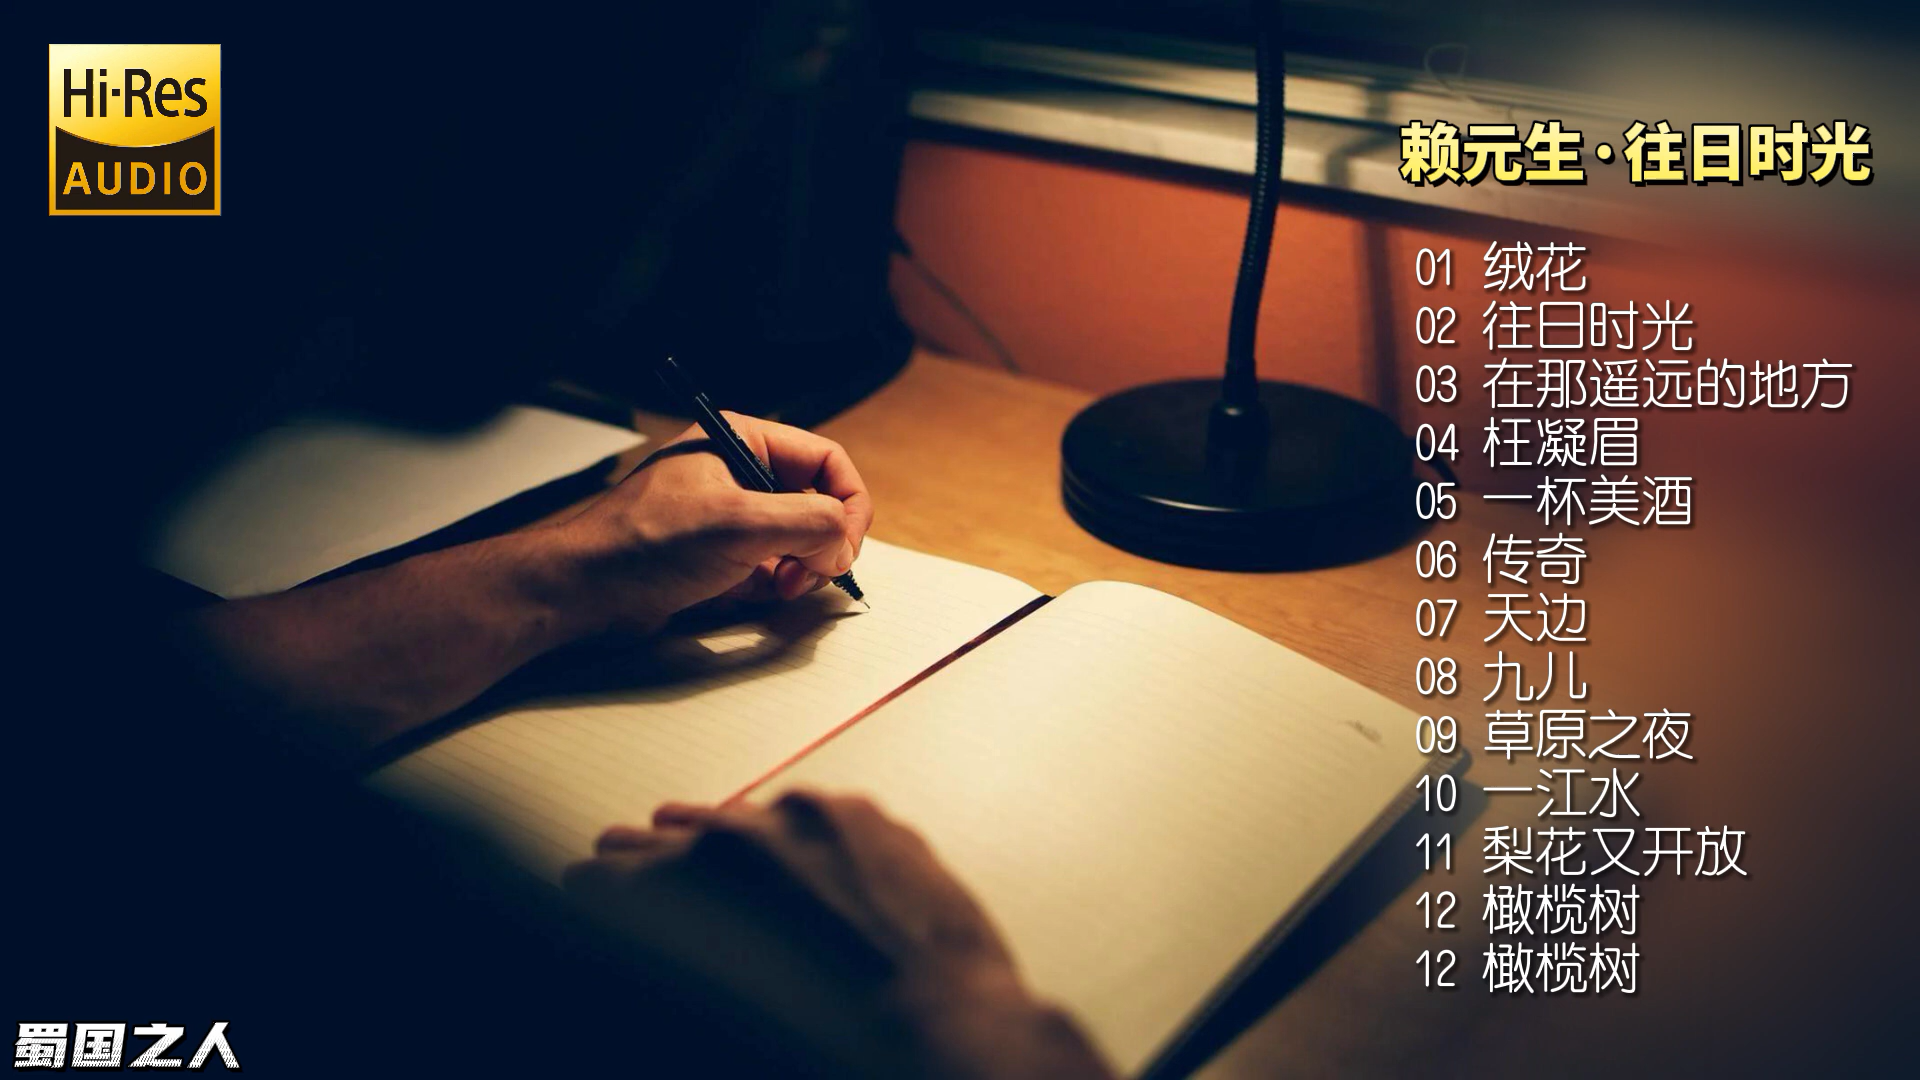 Hi-Res
AUDIO
赖元生·往日时光
01 绒花
02 往日时光
03 在那遥远的地方
04 枉凝眉
05 一杯美酒
06 传奇
07 天边
08 九儿
09 草原之夜
10 一江水
11 梨花又开放
12 橄榄树
12 橄榄树
蜀国之人